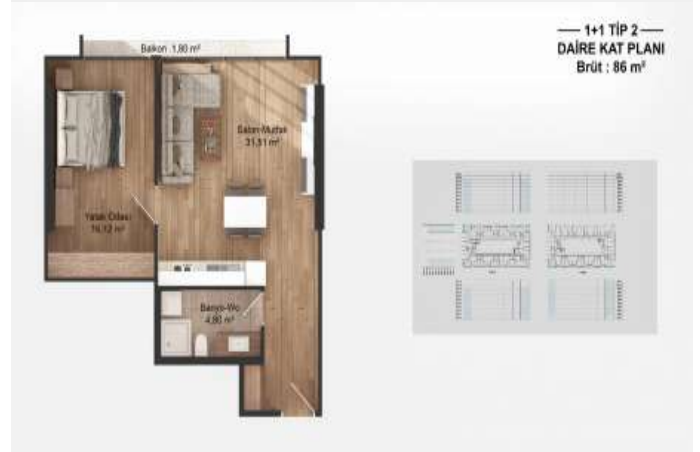 1+1 TİP 2
DAİRE KAT PLANI
Brüt : 86 m²
Balkon 1,80 m²
Salon-Mutfak
31,51 m²
Yatak Odası
16,12 m²
Banyo-Wc
4,80 m²